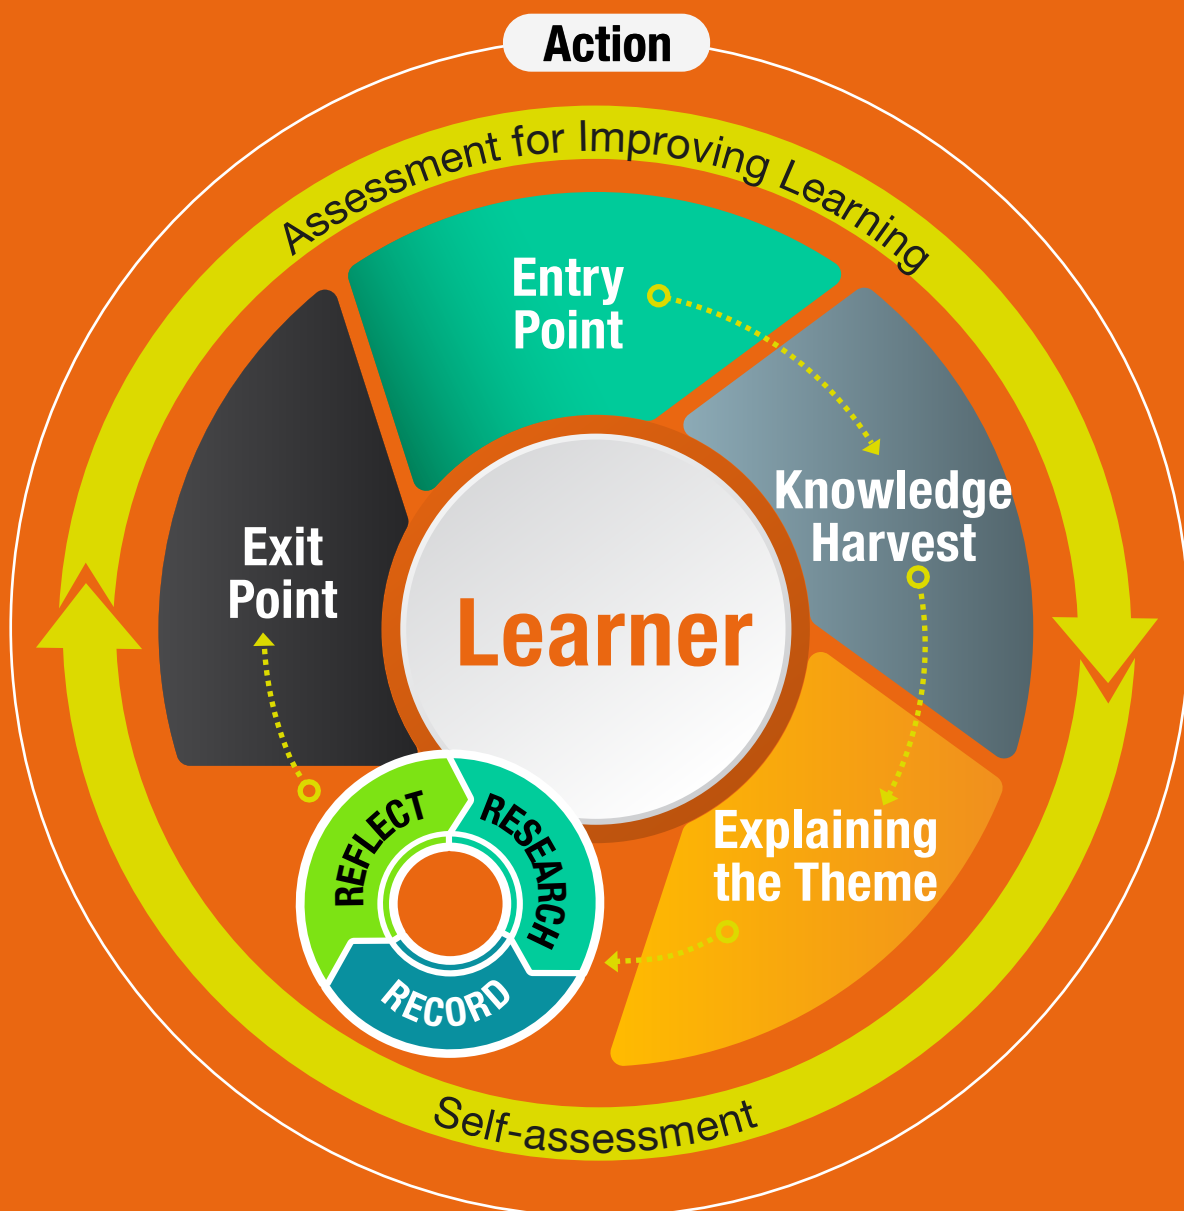 Action
Assessment for Improving Learning
Entry
Point
Knowledge
Harvest
Exit
Point
Learner
Explaining
the Theme
REFLECT
RESEARCH
RECORD
Self-assessment